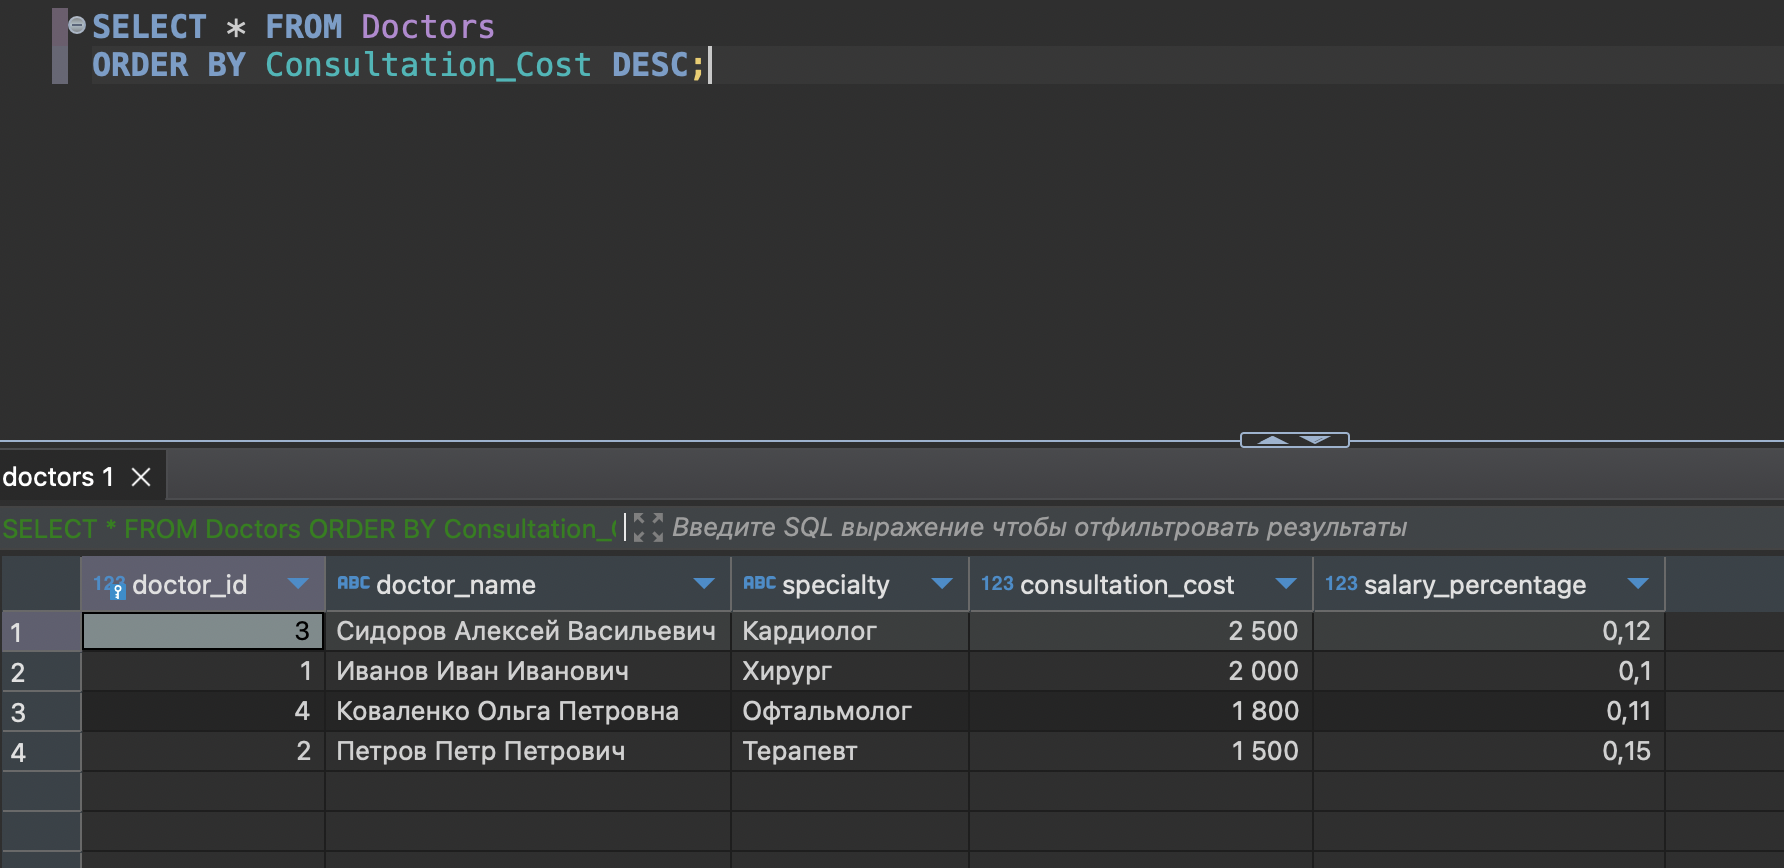 SELECT * FROM Doctors
ORDER BY Consultation_Cost DESC;
doctors 1
SELECT * FROM Doctors ORDER BY Consultation_ Введите SQL выражение чтобы отфильтровать результаты
123 doctor_id ABC doctor_name ABC specialty 123 consultation_cost 123 salary_percentage
1 3 Сидоров Алексей Васильевич Кардиолог 2 500 0,12
2 1 Иванов Иван Иванович Хирург 2 000 0,1
3 4 Коваленко Ольга Петровна Офтальмолог 1 800 0,11
4 2 Петров Петр Петрович Терапевт 1 500 0,15